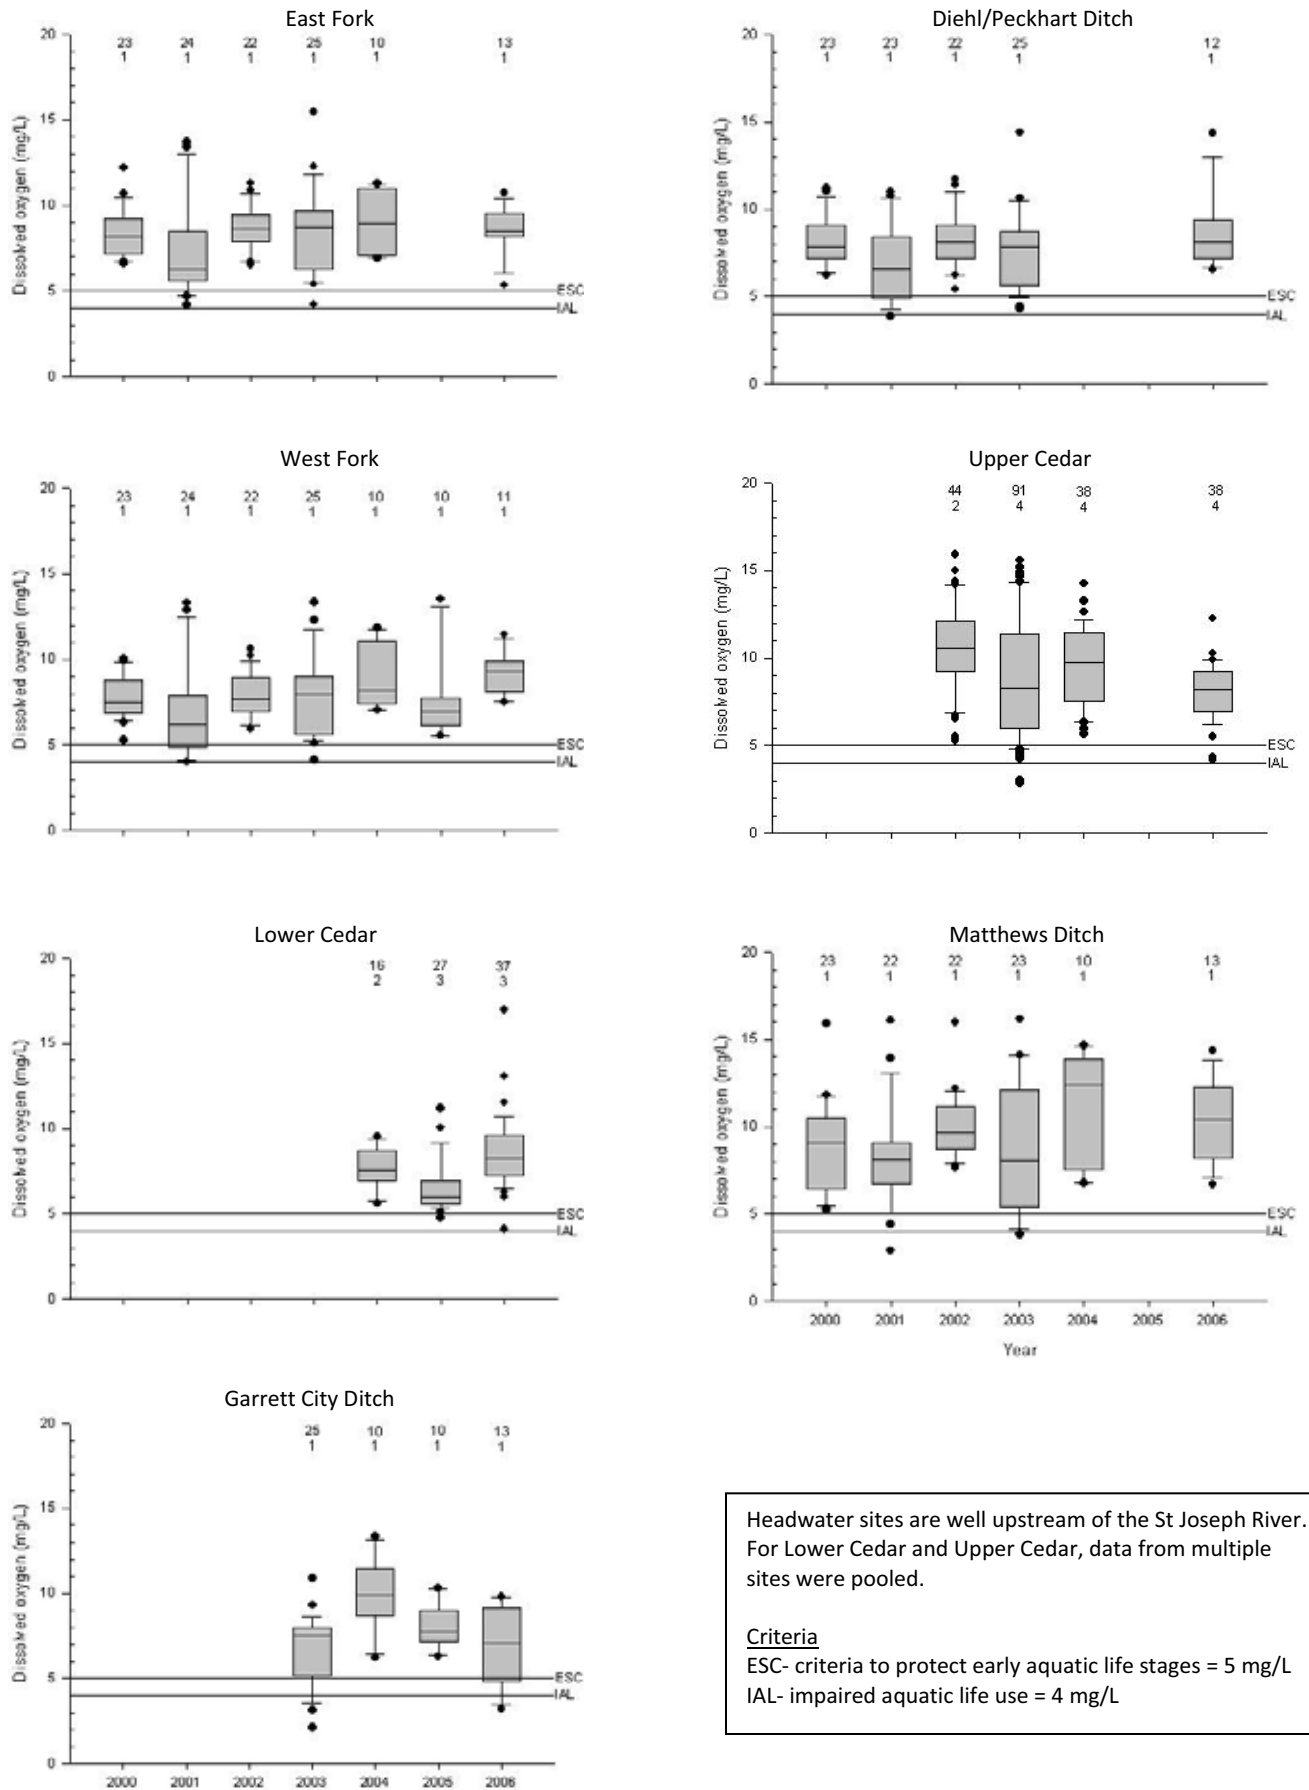 East Fork
20
15
10
5
0
Dissolved oxygen (mg/L)
23 24 22 25 10 13
1 1 1 1 1 1
ESC
IAL
Diehl/Peckhart Ditch
20
15
10
5
0
Dissolved oxygen (mg/L)
23 23 22 25 12
1 1 1 1 1
ESC
IAL
West Fork
20
15
10
5
0
Dissolved oxygen (mg/L)
23 24 22 25 10 10 11
1 1 1 1 1 1 1
ESC
IAL
Upper Cedar
20
15
10
5
0
Dissolved oxygen (mg/L)
44 91 38 38
2 4 4 4
ESC
IAL
Lower Cedar
20
15
10
5
0
Dissolved oxygen (mg/L)
16 27 37
2 3 3
ESC
IAL
Matthews Ditch
20
15
10
5
0
Dissolved oxygen (mg/L)
23 22 22 23 10 13
1 1 1 1 1 1
ESC
IAL
2000 2001 2002 2003 2004 2005 2006
Year
Garrett City Ditch
20
15
10
5
0
Dissolved oxygen (mg/L)
25 10 10 13
1 1 1 1
ESC
IAL
2000 2001 2002 2003 2004 2005 2006
Headwater sites are well upstream of the St Joseph River.
For Lower Cedar and Upper Cedar, data from multiple
sites were pooled.
Criteria
ESC- criteria to protect early aquatic life stages = 5 mg/L
IAL- impaired aquatic life use = 4 mg/L